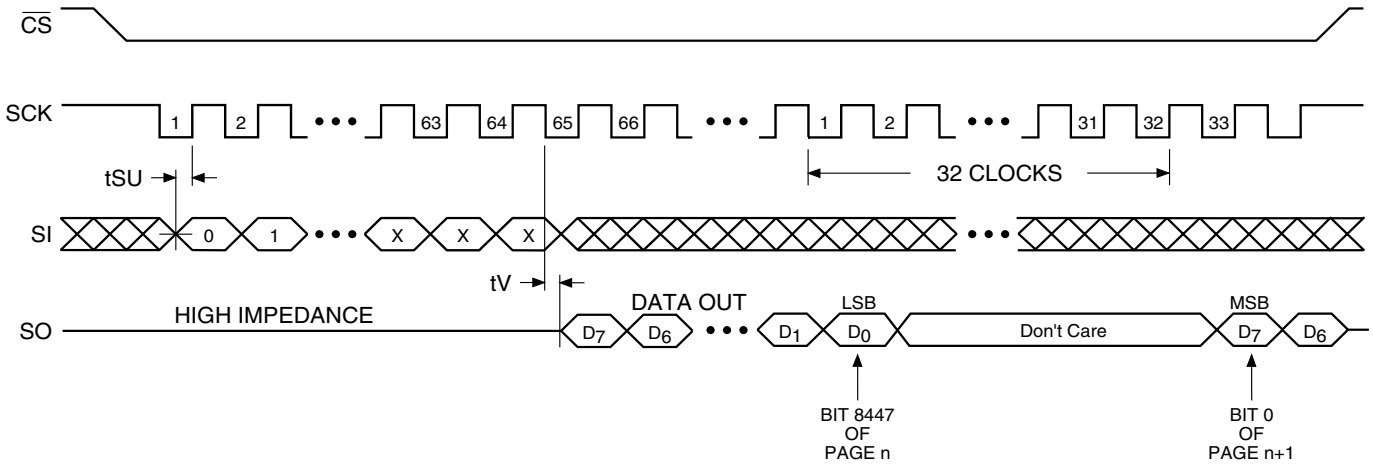 CS
SCK 1 2 ••• 63 64 65 66 ••• 1 2 ••• 31 32 33
tSU
32 CLOCKS
SI 0 1 ••• X X X •••
tV
HIGH IMPEDANCE
DATA OUT
LSB
MSB
SO D7 D6 ••• D1 D0 Don't Care D7 D6
BIT 8447
OF
PAGE n
BIT 0
OF
PAGE n+1